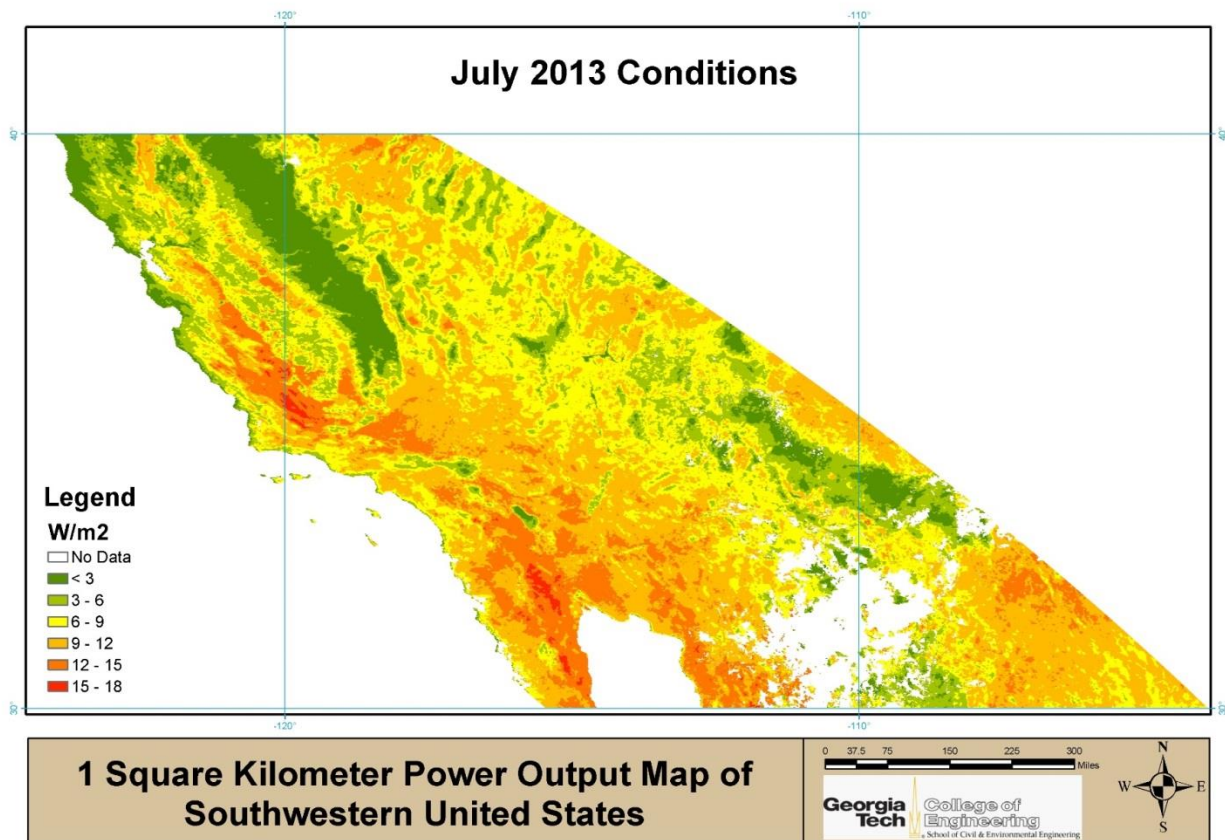 -120°
-110°
July 2013 Conditions
40°
40°
Legend
W/m2
No Data
< 3
3 - 6
6 - 9
9 - 12
12 - 15
15 - 18
30°
30°
-120°
-110°
1 Square Kilometer Power Output Map of
Southwestern United States
0 37.5 75 150 225 300
Miles
Georgia
Tech
College of
Engineering
School of Civil & Environmental Engineering
N
W E
S